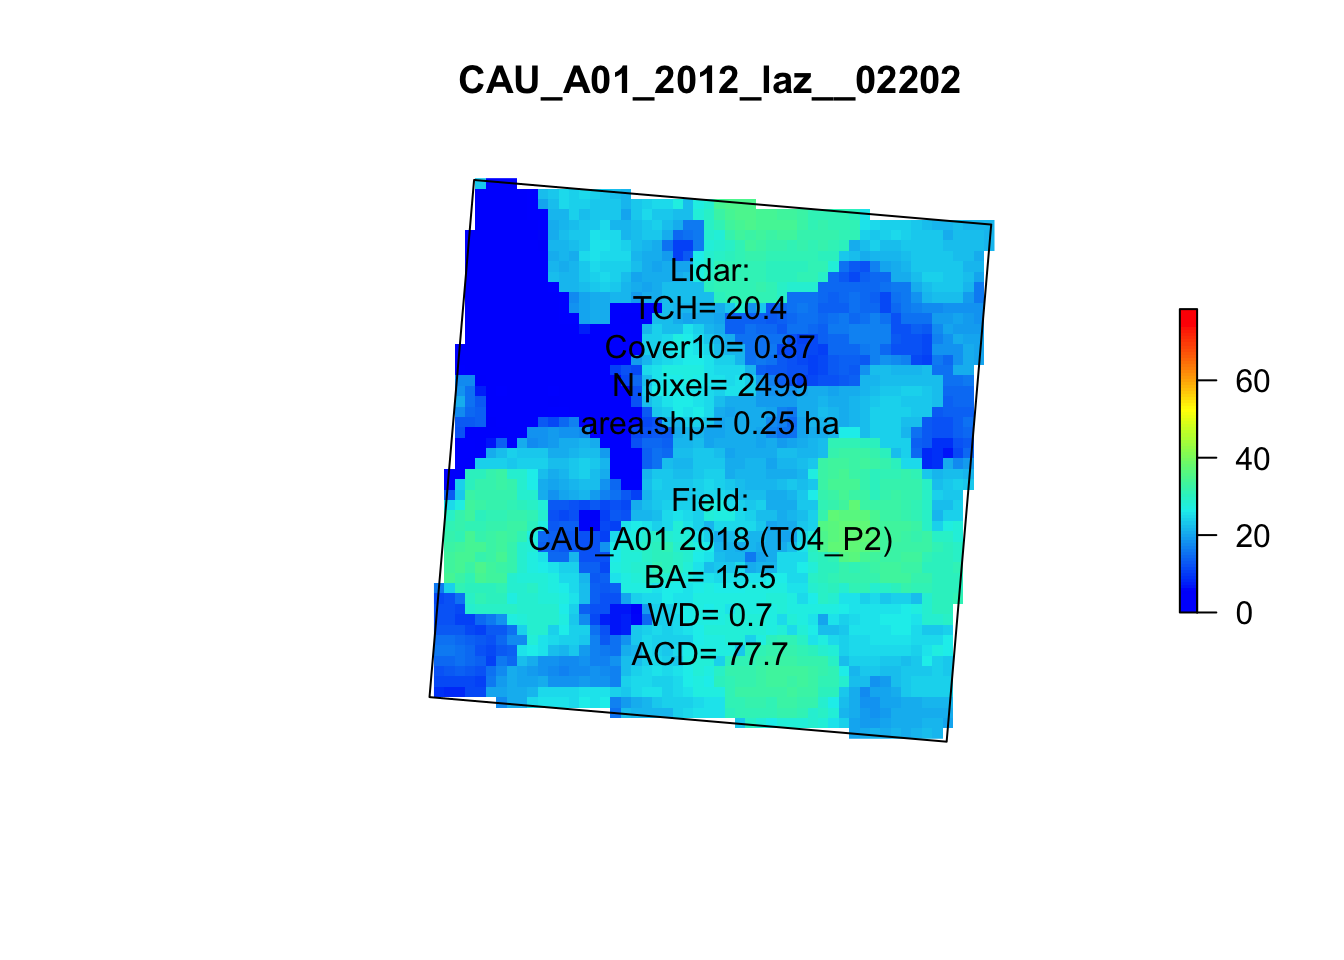 CAU_A01_2012_laz__02202
Lidar:
TCH= 20.4
Cover10= 0.87
N.pixel= 2499
area.shp= 0.25 ha
Field:
CAU_A01 2018 (T04_P2)
BA= 15.5
WD= 0.7
ACD= 77.7
60
40
20
0